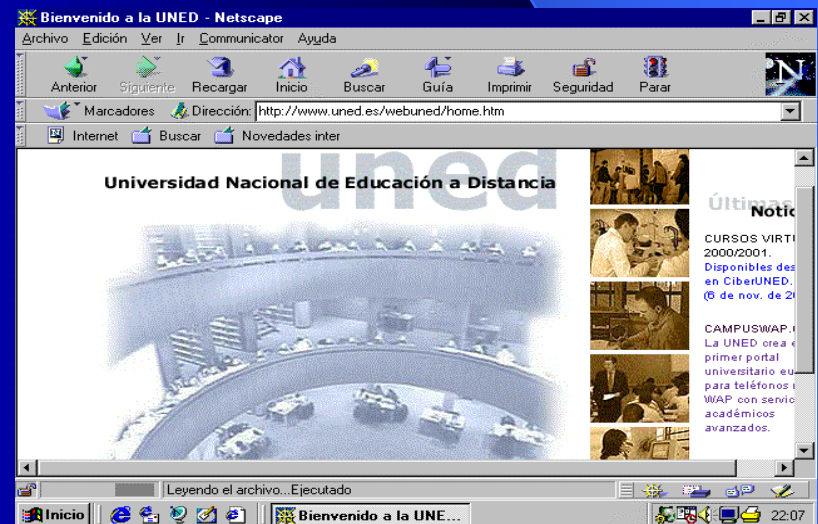 Bienvenido a la UNED - Netscape
Archivo Edición Ver Ir Communicator Ayuda
Anterior Siguiente Recargar Inicio Buscar Guía Imprimir Seguridad Parar
N
Marcadores Dirección: http://www.uned.es/webuned/home.htm
Internet Buscar Novedades inter
uned
Universidad Nacional de Educación a Distancia
Últimas
Notic
CURSOS VIRT
2000/2001.
Disponibles des
en CiberUNED.
(6 de nov. de 2
CAMPUSWAP.
La UNED crea e
primer portal
universitario eu
para teléfonos
WAP con servic
académicos
avanzados.
Leyendo el archivo...Ejecutado
Inicio Bienvenido a la UNE... 22:07